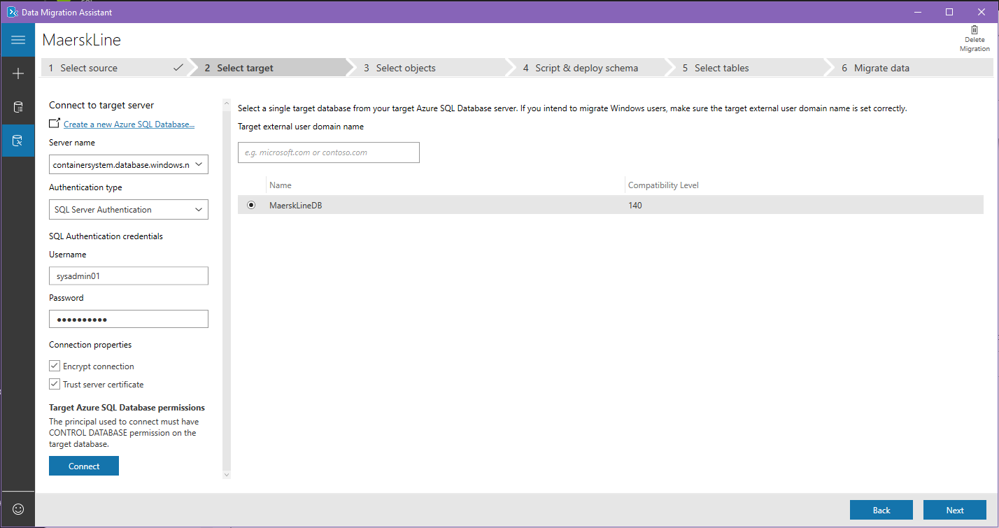 Data Migration Assistant
MaerskLine
Delete
Migration
1 Select source
2 Select target
3 Select objects
4 Script & deploy schema
5 Select tables
6 Migrate data
Connect to target server
Create a new Azure SQL Database...
Server name
containersystem.database.windows.n
Authentication type
SQL Server Authentication
SQL Authentication credentials
Username
sysadmin01
Password
••••••••••
Connection properties
Encrypt connection
Trust server certificate
Target Azure SQL Database permissions
The principal used to connect must have
CONTROL DATABASE permission on the
target database.
Connect
Select a single target database from your target Azure SQL Database server. If you intend to migrate Windows users, make sure the target external user domain name is set correctly.
Target external user domain name
e.g. microsoft.com or contoso.com
Name Compatibility Level
MaerskLineDB 140
Back
Next